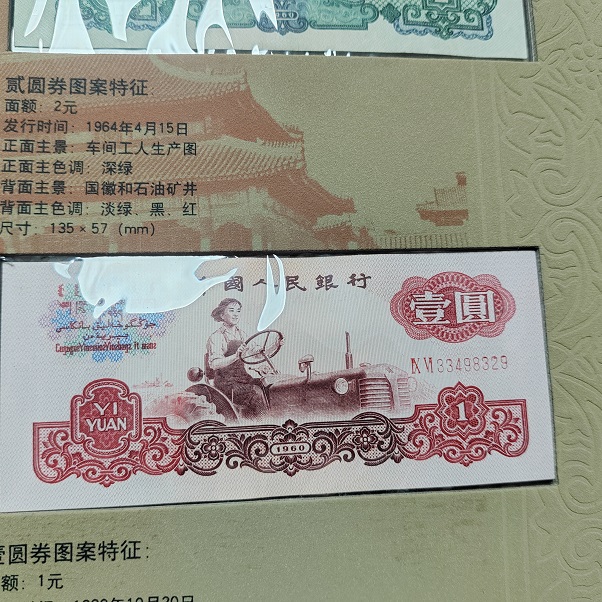 1960
贰圆券图案特征
面额：2元
发行时间：1964年4月15日
正面主景：车间工人生产图
正面主色调：深绿
背面主景：国徽和石油矿井
背面主色调：淡绿、黑、红
尺寸：135×57（mm）
國人民銀行
壹圓
ⅨⅥ33498329
YI
YUAN
1
1960
壹圆券图案特征：
额：1元